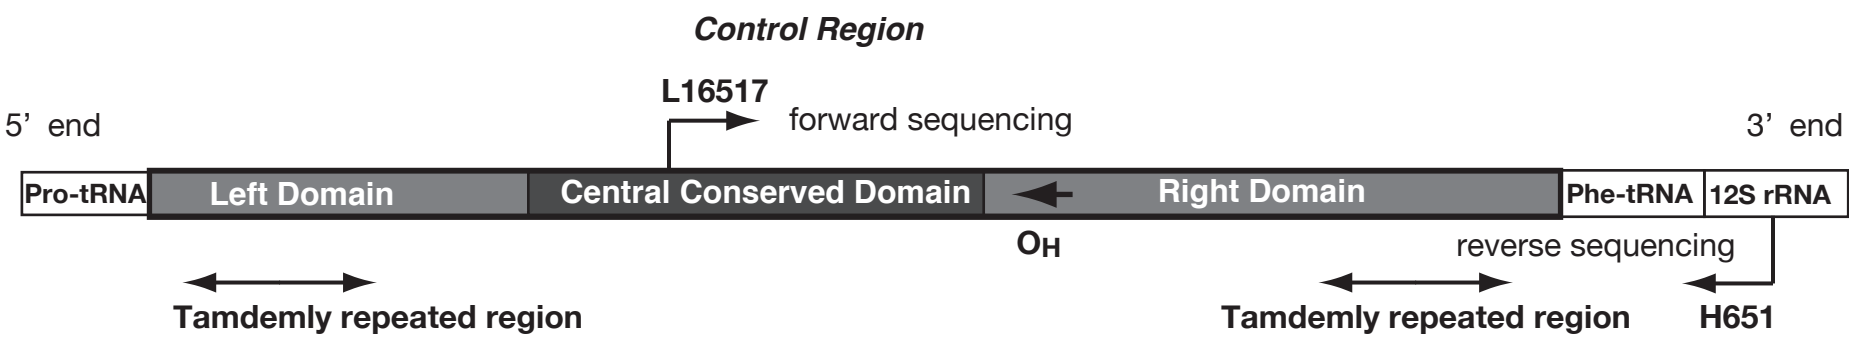 Control Region
L16517
forward sequencing
5’ end
3’ end
Pro-tRNA
Left Domain
Central Conserved Domain
Right Domain
Phe-tRNA
12S rRNA
OH
reverse sequencing
Tamdemly repeated region
Tamdemly repeated region
H651